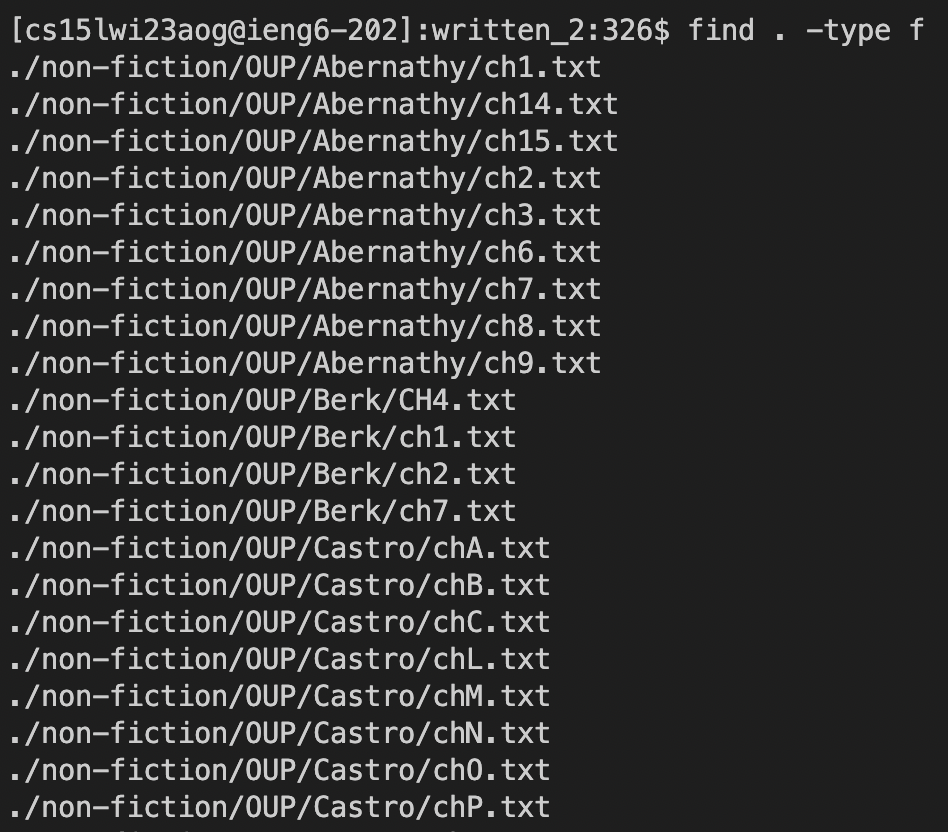 [cs15lwi23aog@ieng6-202]:written_2:326$ find . -type f
./non-fiction/OUP/Abernathy/ch1.txt
./non-fiction/OUP/Abernathy/ch14.txt
./non-fiction/OUP/Abernathy/ch15.txt
./non-fiction/OUP/Abernathy/ch2.txt
./non-fiction/OUP/Abernathy/ch3.txt
./non-fiction/OUP/Abernathy/ch6.txt
./non-fiction/OUP/Abernathy/ch7.txt
./non-fiction/OUP/Abernathy/ch8.txt
./non-fiction/OUP/Abernathy/ch9.txt
./non-fiction/OUP/Berk/CH4.txt
./non-fiction/OUP/Berk/ch1.txt
./non-fiction/OUP/Berk/ch2.txt
./non-fiction/OUP/Berk/ch7.txt
./non-fiction/OUP/Castro/chA.txt
./non-fiction/OUP/Castro/chB.txt
./non-fiction/OUP/Castro/chC.txt
./non-fiction/OUP/Castro/chL.txt
./non-fiction/OUP/Castro/chM.txt
./non-fiction/OUP/Castro/chN.txt
./non-fiction/OUP/Castro/chO.txt
./non-fiction/OUP/Castro/chP.txt